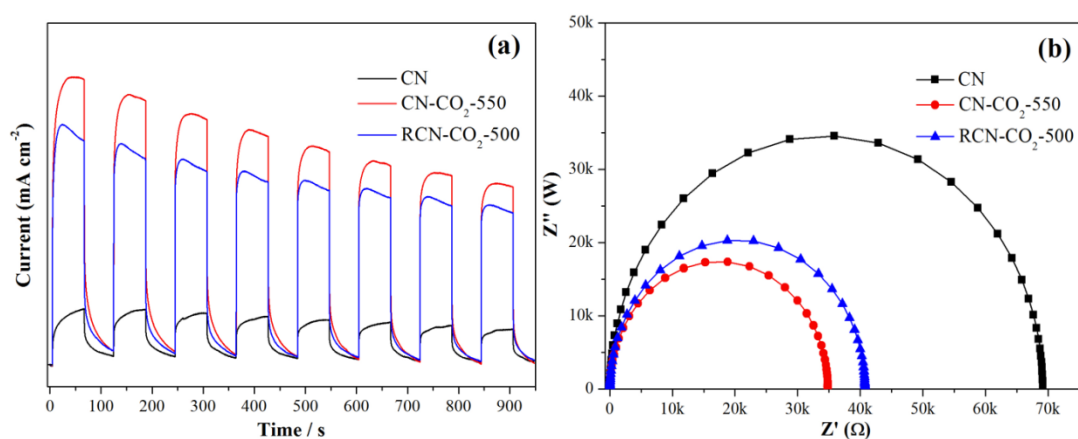 (a)
CN
CN-CO₂-550
RCN-CO₂-500
Current (mA cm⁻²)
0 100 200 300 400 500 600 700 800 900
Time / s
(b)
CN
CN-CO₂-550
RCN-CO₂-500
Z'' (W)
50k
40k
30k
20k
10k
0
0 10k 20k 30k 40k 50k 60k 70k
Z' (Ω)